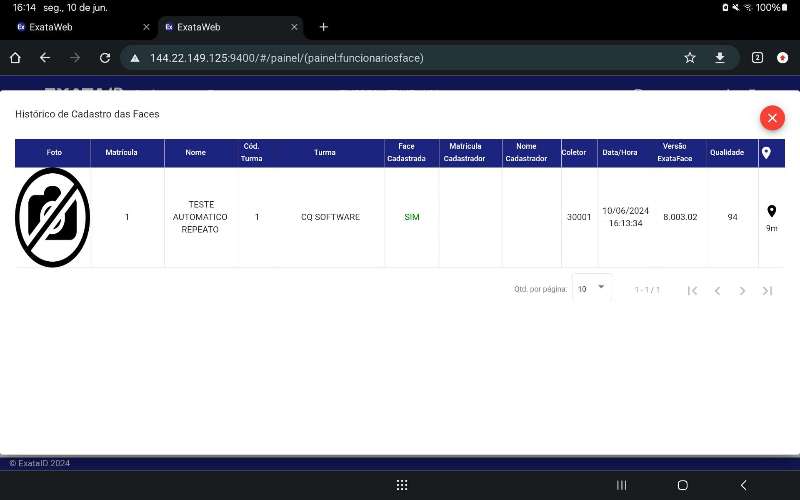 16:14 seg., 10 de jun.
100%
Ex ExataWeb
Ex ExataWeb
144.22.149.125:9400/#/painel/(painel:funcionariosface)
2
Histórico de Cadastro das Faces
Foto Matrícula Nome Cód. Turma Turma Face Cadastrada Matrícula Cadastrador Nome Cadastrador Coletor Data/Hora Versão ExataFace Qualidade
1 TESTE AUTOMATICO REPEATO 1 CQ SOFTWARE SIM 30001 10/06/2024 16:13:34 8.003.02 94 9m
Qtd. por página: 10 1 - 1 / 1
© ExataID 2024